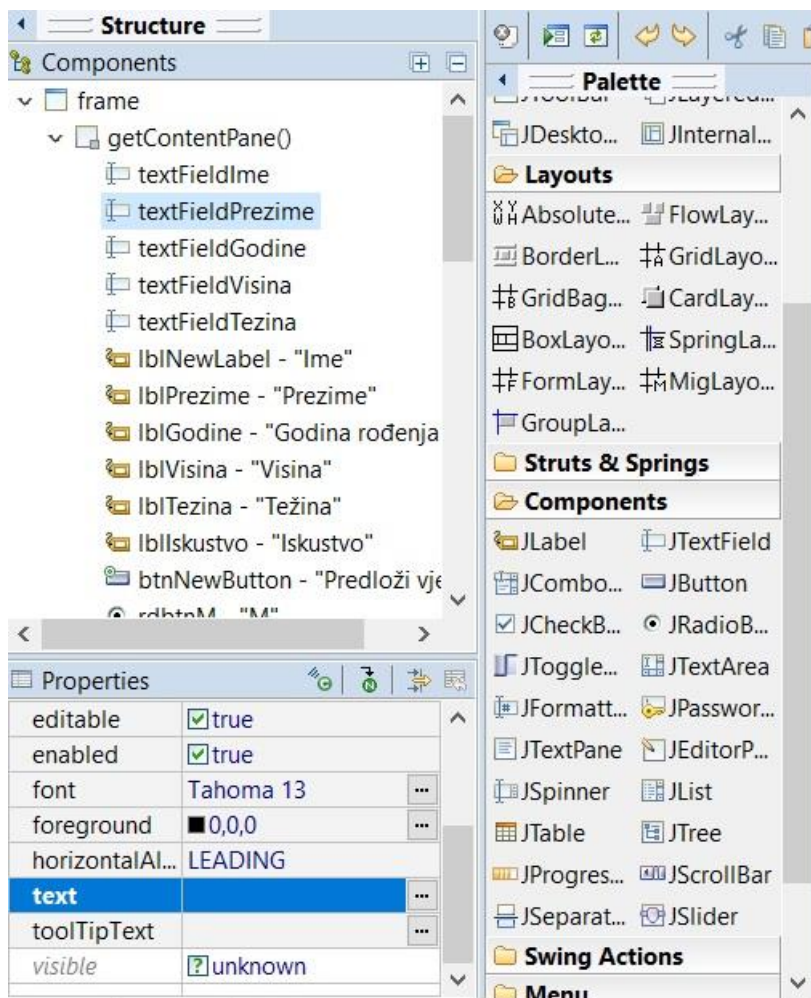 Structure
Components
frame
getContentPane()
textFieldIme
textFieldPrezime
textFieldGodine
textFieldVisina
textFieldTezina
lblNewLabel - "Ime"
lblPrezime - "Prezime"
lblGodine - "Godina rođenja
lblVisina - "Visina"
lblTezina - "Težina"
lblIskustvo - "Iskustvo"
btnNewButton - "Predloži vje
rdbtnM - "M"
Properties
editable true
enabled true
font Tahoma 13 ...
foreground 0,0,0 ...
horizontalAl... LEADING
text ...
toolTipText ...
visible unknown
Palette
JToolBar JLayered...
JDeskto... JInternal...
Layouts
Absolute... FlowLay...
BorderL... GridLayo...
GridBag... CardLay...
BoxLayo... SpringLa...
FormLay... MigLayo...
GroupLa...
Struts & Springs
Components
JLabel JTextField
JCombo... JButton
JCheckB... JRadioB...
JToggle... JTextArea
JFormatt... JPasswor...
JTextPane JEditorP...
JSpinner JList
JTable JTree
JProgres... JScrollBar
JSeparat... JSlider
Swing Actions
Menu